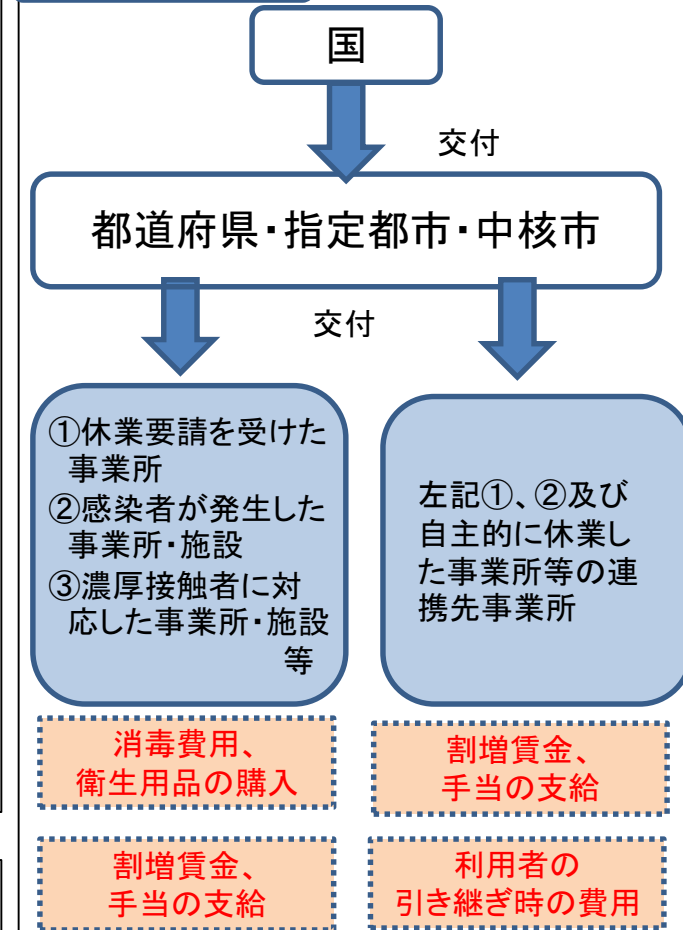 国
交付
都道府県・指定都市・中核市
交付
①休業要請を受けた
事業所
②感染者が発生した
事業所・施設
③濃厚接触者に対
応した事業所・施設
等
左記①、②及び
自主的に休業し
た事業所等の連
携先事業所
消毒費用、
衛生用品の購入
割増賃金、
手当の支給
割増賃金、
手当の支給
利用者の
引き継ぎ時の費用